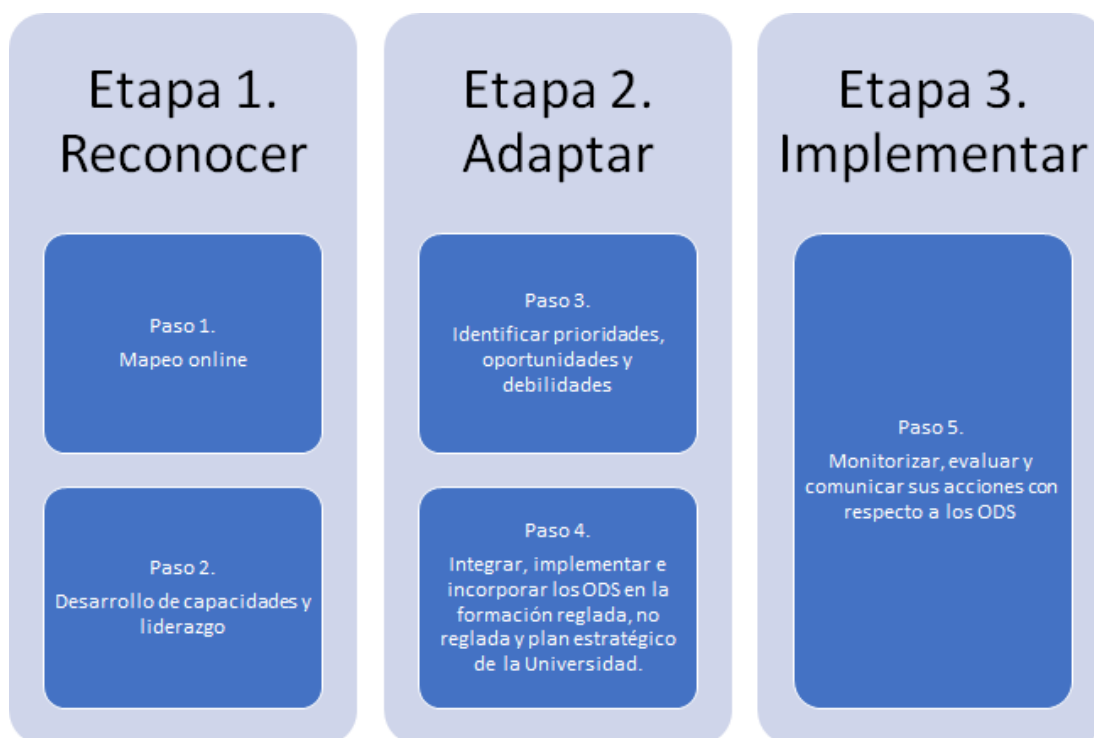 Etapa 1.
Reconocer
Paso 1.
Mapeo online
Paso 2.
Desarrollo de capacidades y
liderazgo
Etapa 2.
Adaptar
Paso 3.
Identificar prioridades,
oportunidades y
debilidades
Paso 4.
Integrar, implementar e
incorporar los ODS en la
formación reglada, no
reglada y plan estratégico
de la Universidad.
Etapa 3.
Implementar
Paso 5.
Monitorizar, evaluar y
comunicar sus acciones con
respecto a los ODS